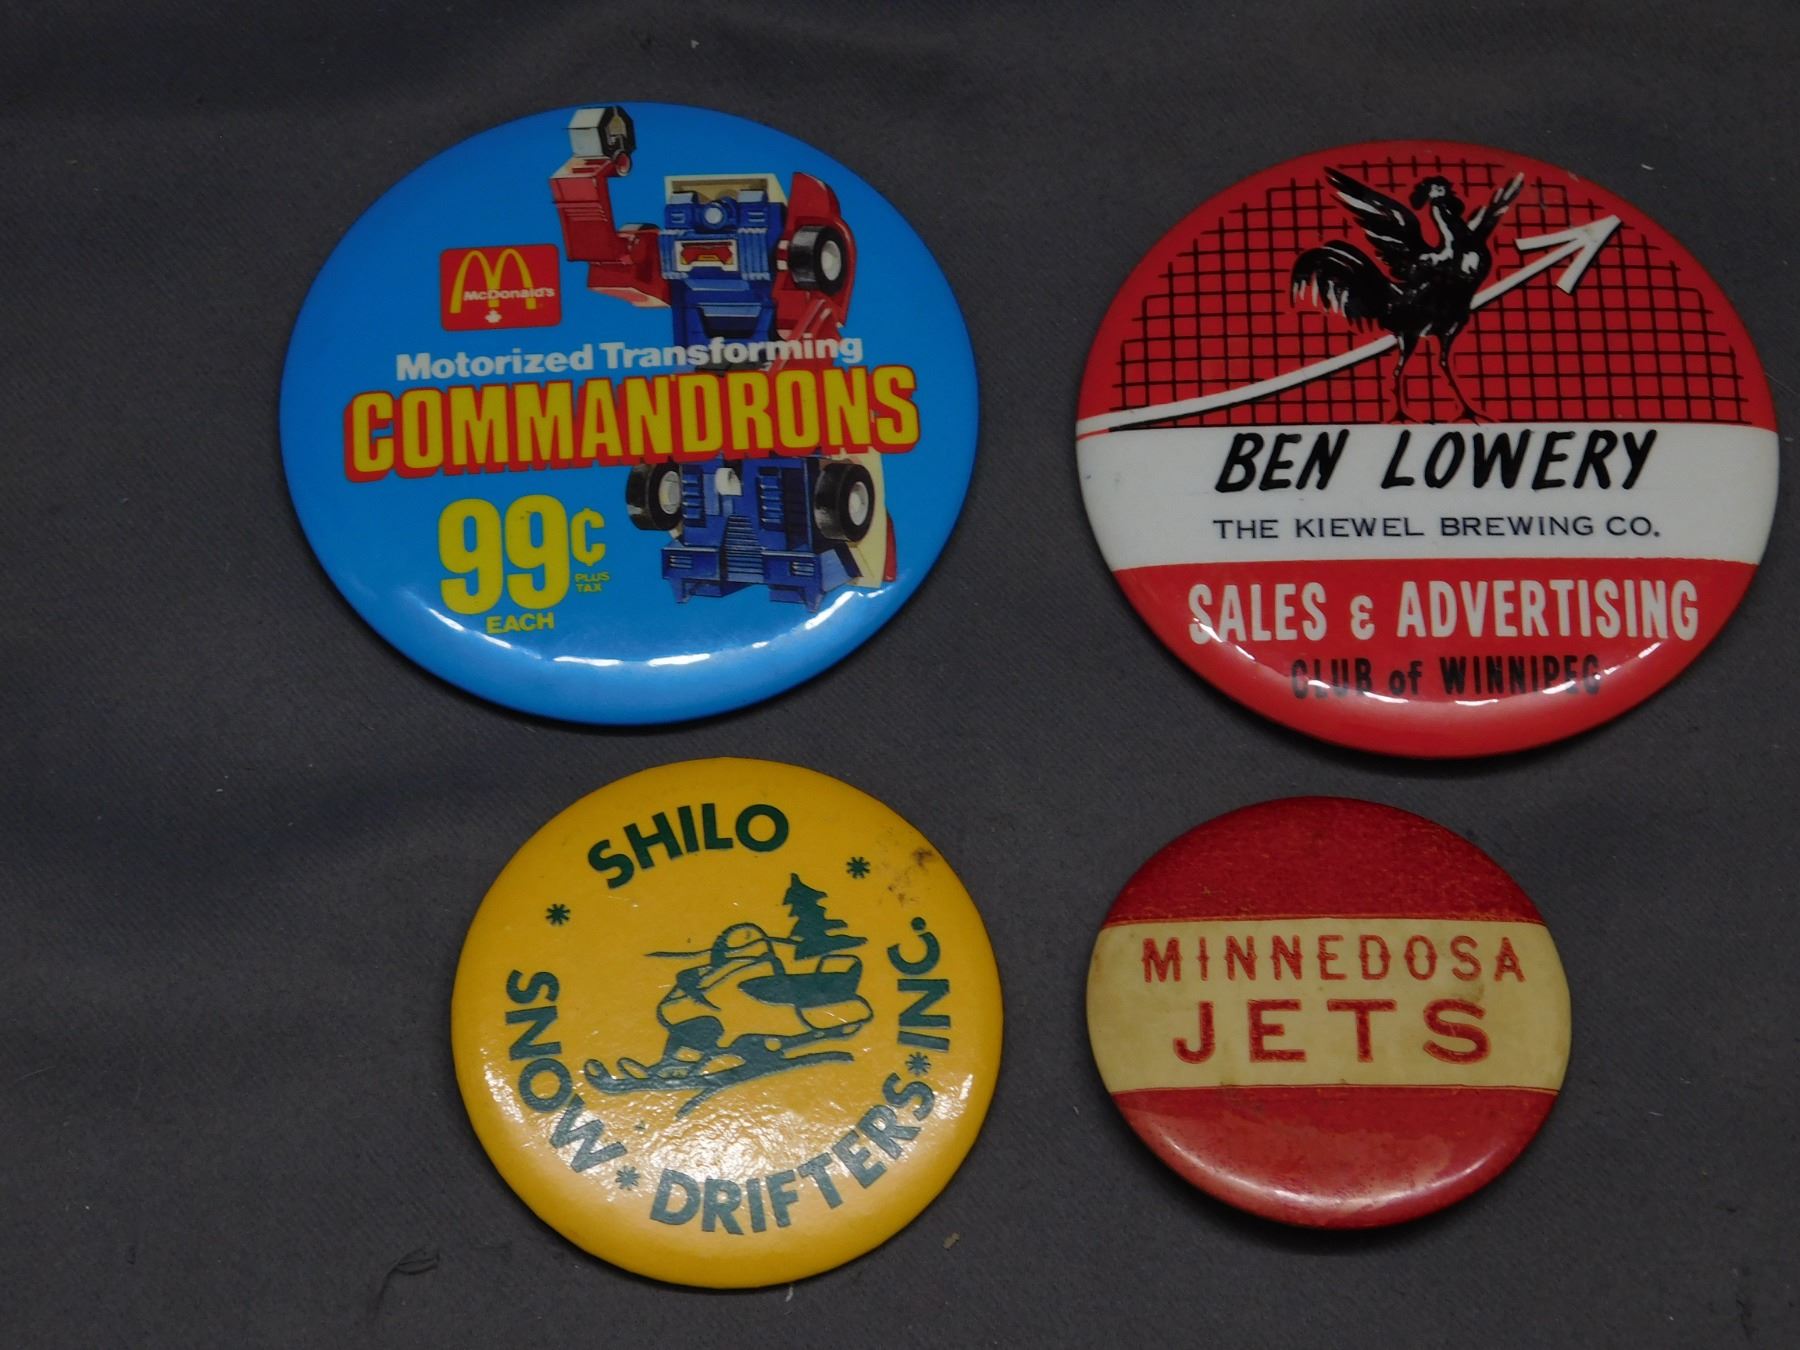 McDonald's
Motorized Transforming
COMMANDRONS
99¢
PLUS
TAX
EACH
BEN LOWERY
THE KIEWEL BREWING CO.
SALES & ADVERTISING
CLUB of WINNIPEG
SHILO
SNOW * DRIFTERS * INC.
MINNEDOSA
JETS